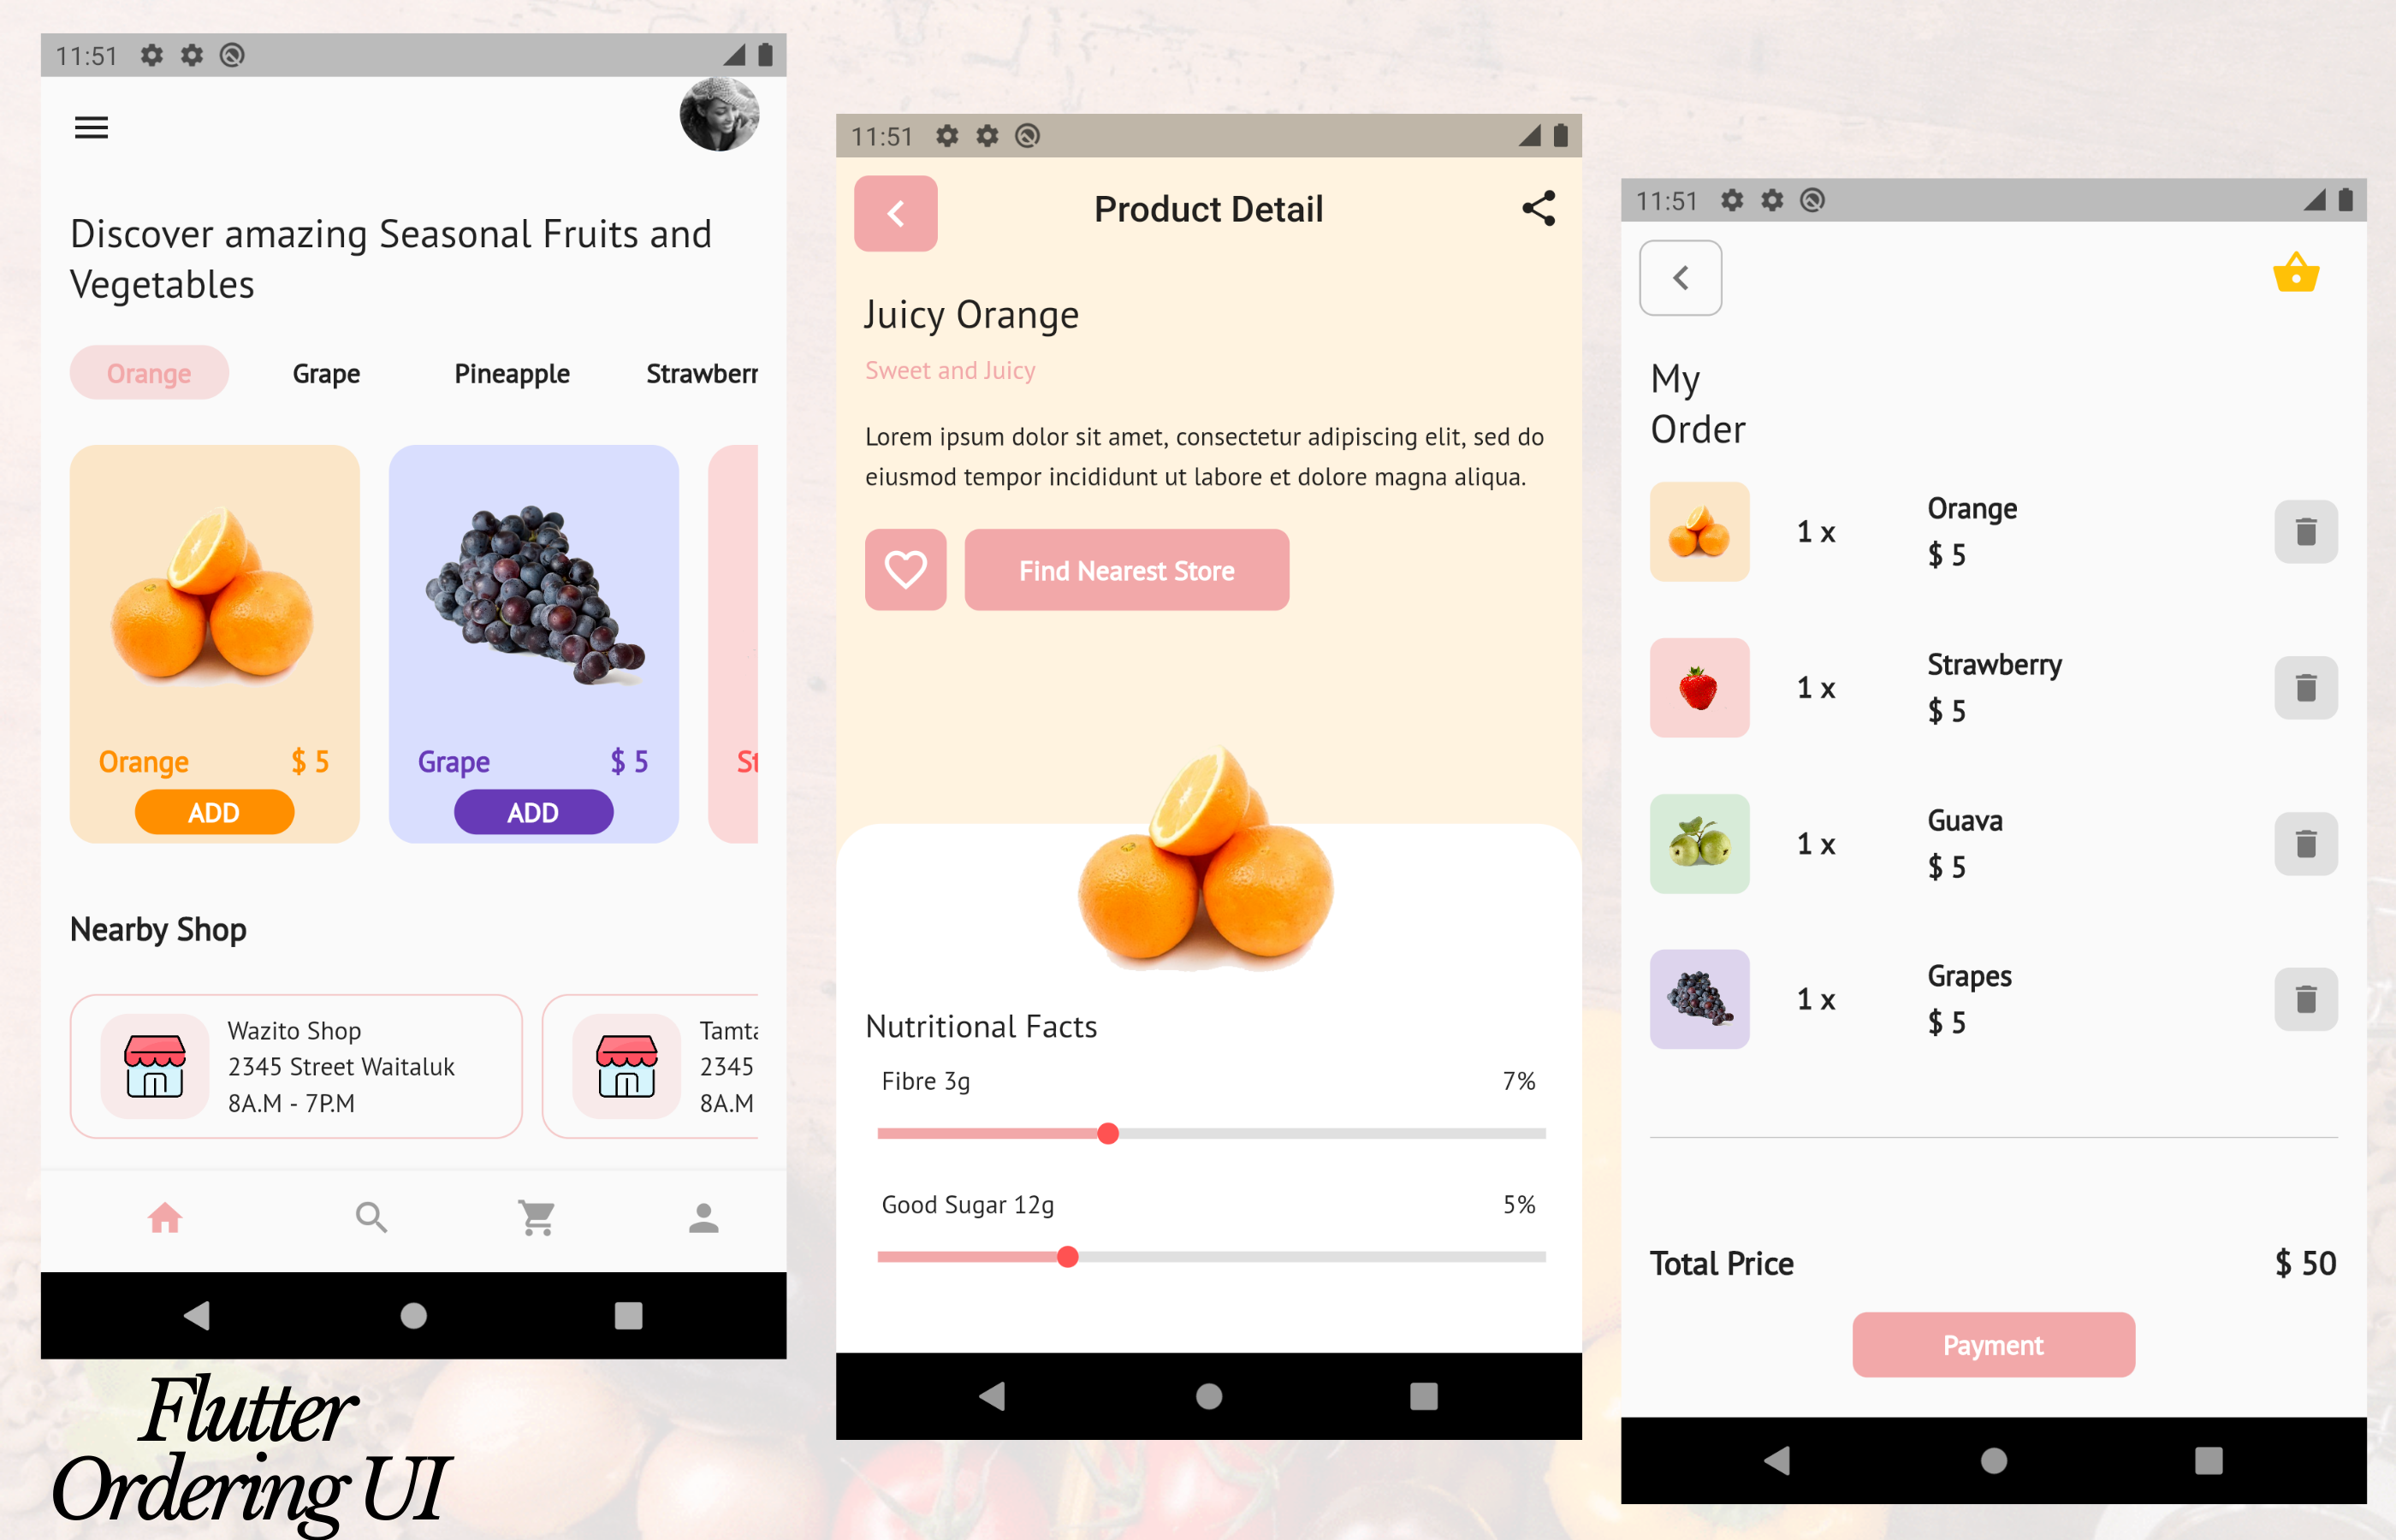 11:51
Discover amazing Seasonal Fruits and
Vegetables
Orange Grape Pineapple Strawberr
Orange $ 5
ADD
Grape $ 5
ADD
St
Nearby Shop
Wazito Shop
2345 Street Waitaluk
8A.M - 7P.M
Tamta
2345
8A.M
Flutter
Ordering UI
11:51
Product Detail
Juicy Orange
Sweet and Juicy
Lorem ipsum dolor sit amet, consectetur adipiscing elit, sed do
eiusmod tempor incididunt ut labore et dolore magna aliqua.
Find Nearest Store
Nutritional Facts
Fibre 3g 7%
Good Sugar 12g 5%
11:51
My
Order
1 x
Orange
$ 5
1 x
Strawberry
$ 5
1 x
Guava
$ 5
1 x
Grapes
$ 5
Total Price $ 50
Payment